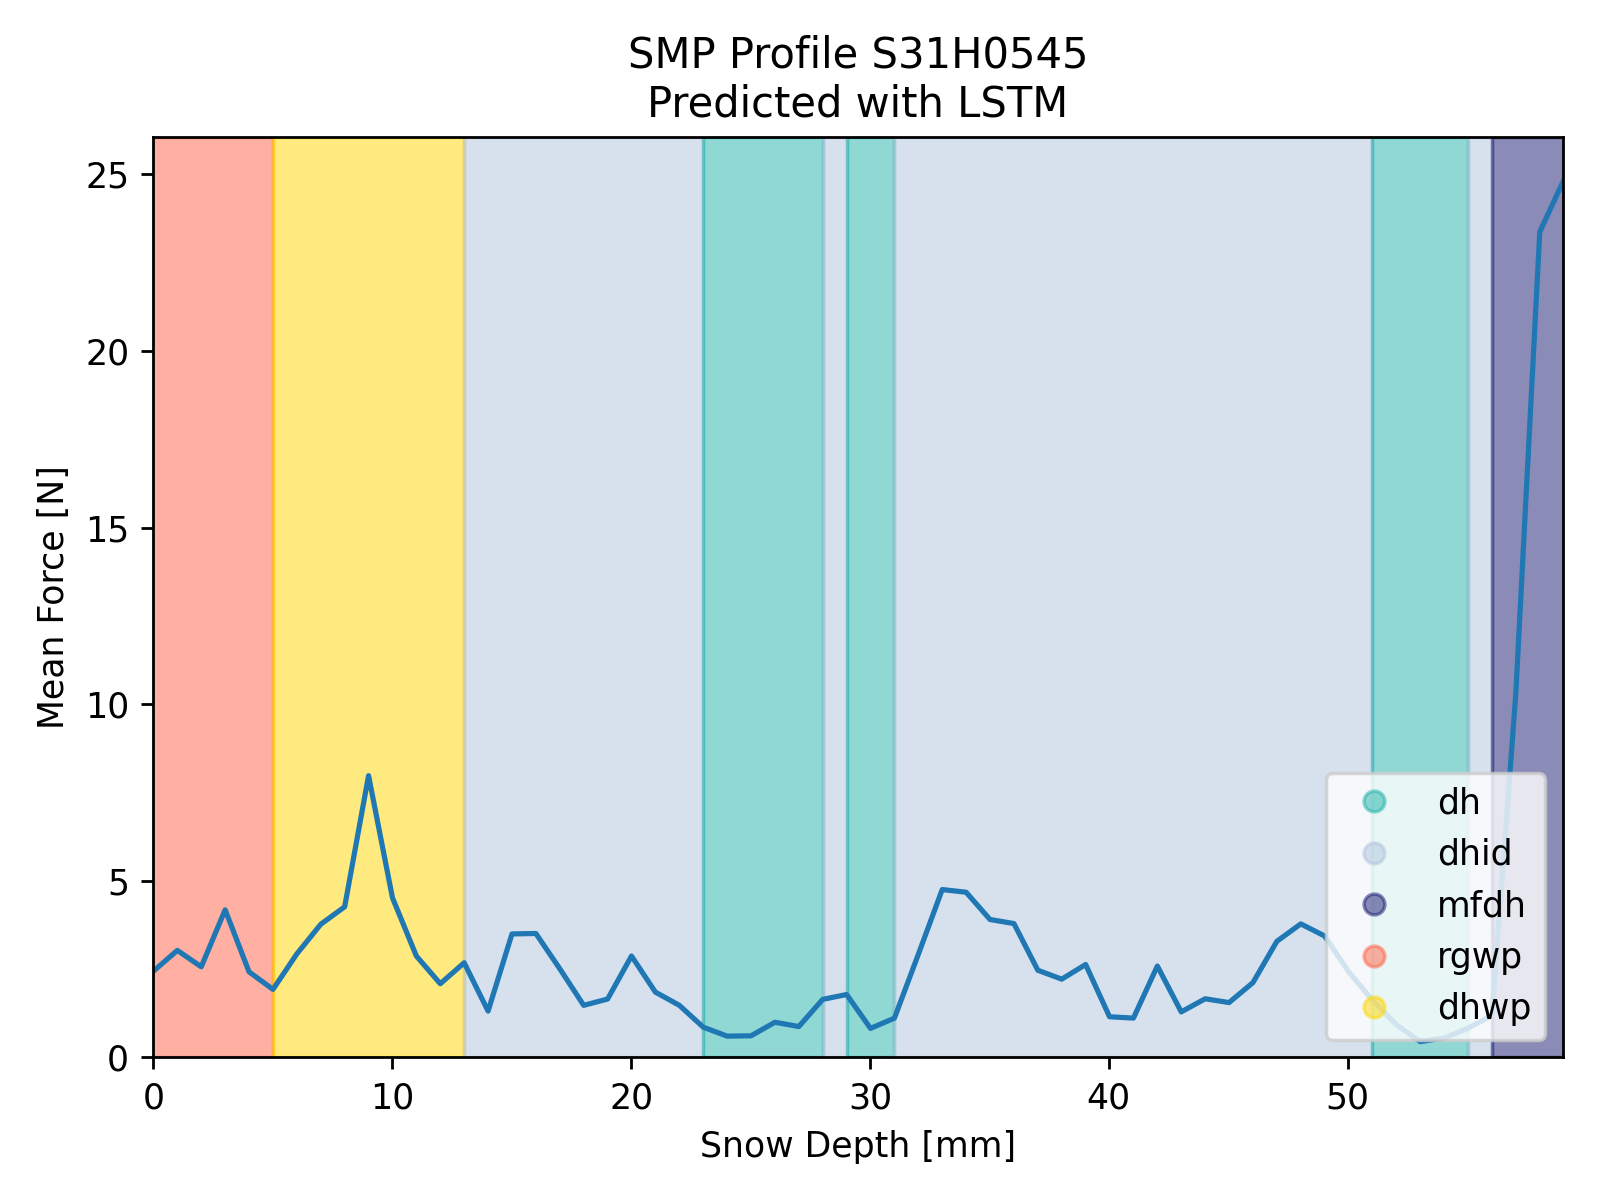 SMP Profile S31H0545
Predicted with LSTM
25
20
15
10
5
0
Mean Force [N]
0 10 20 30 40 50
Snow Depth [mm]
dh
dhid
mfdh
rgwp
dhwp